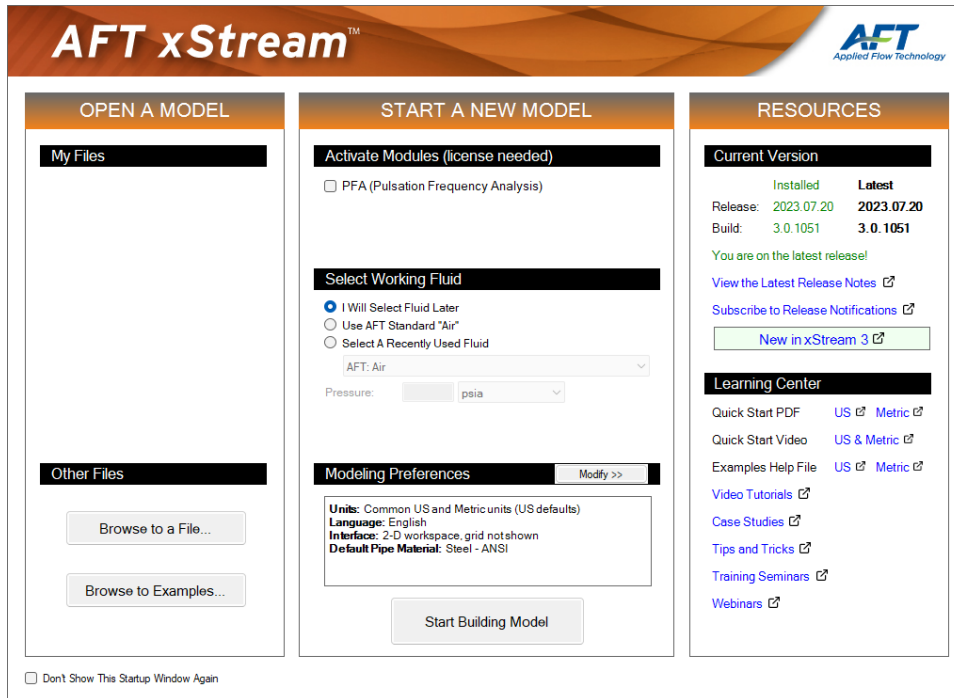 AFT xStream™
AFT
Applied Flow Technology
OPEN A MODEL
My Files
Other Files
Browse to a File...
Browse to Examples...
START A NEW MODEL
Activate Modules (license needed)
PFA (Pulsation Frequency Analysis)
Select Working Fluid
I Will Select Fluid Later
Use AFT Standard "Air"
Select A Recently Used Fluid
AFT: Air
Pressure: psia
Modeling Preferences Modify >>
Units: Common US and Metric units (US defaults)
Language: English
Interface: 2-D workspace, grid not shown
Default Pipe Material: Steel - ANSI
Start Building Model
RESOURCES
Current Version
Installed Latest
Release: 2023.07.20 2023.07.20
Build: 3.0.1051 3.0.1051
You are on the latest release!
View the Latest Release Notes
Subscribe to Release Notifications
New in xStream 3
Learning Center
Quick Start PDF US Metric
Quick Start Video US & Metric
Examples Help File US Metric
Video Tutorials
Case Studies
Tips and Tricks
Training Seminars
Webinars
Don't Show This Startup Window Again